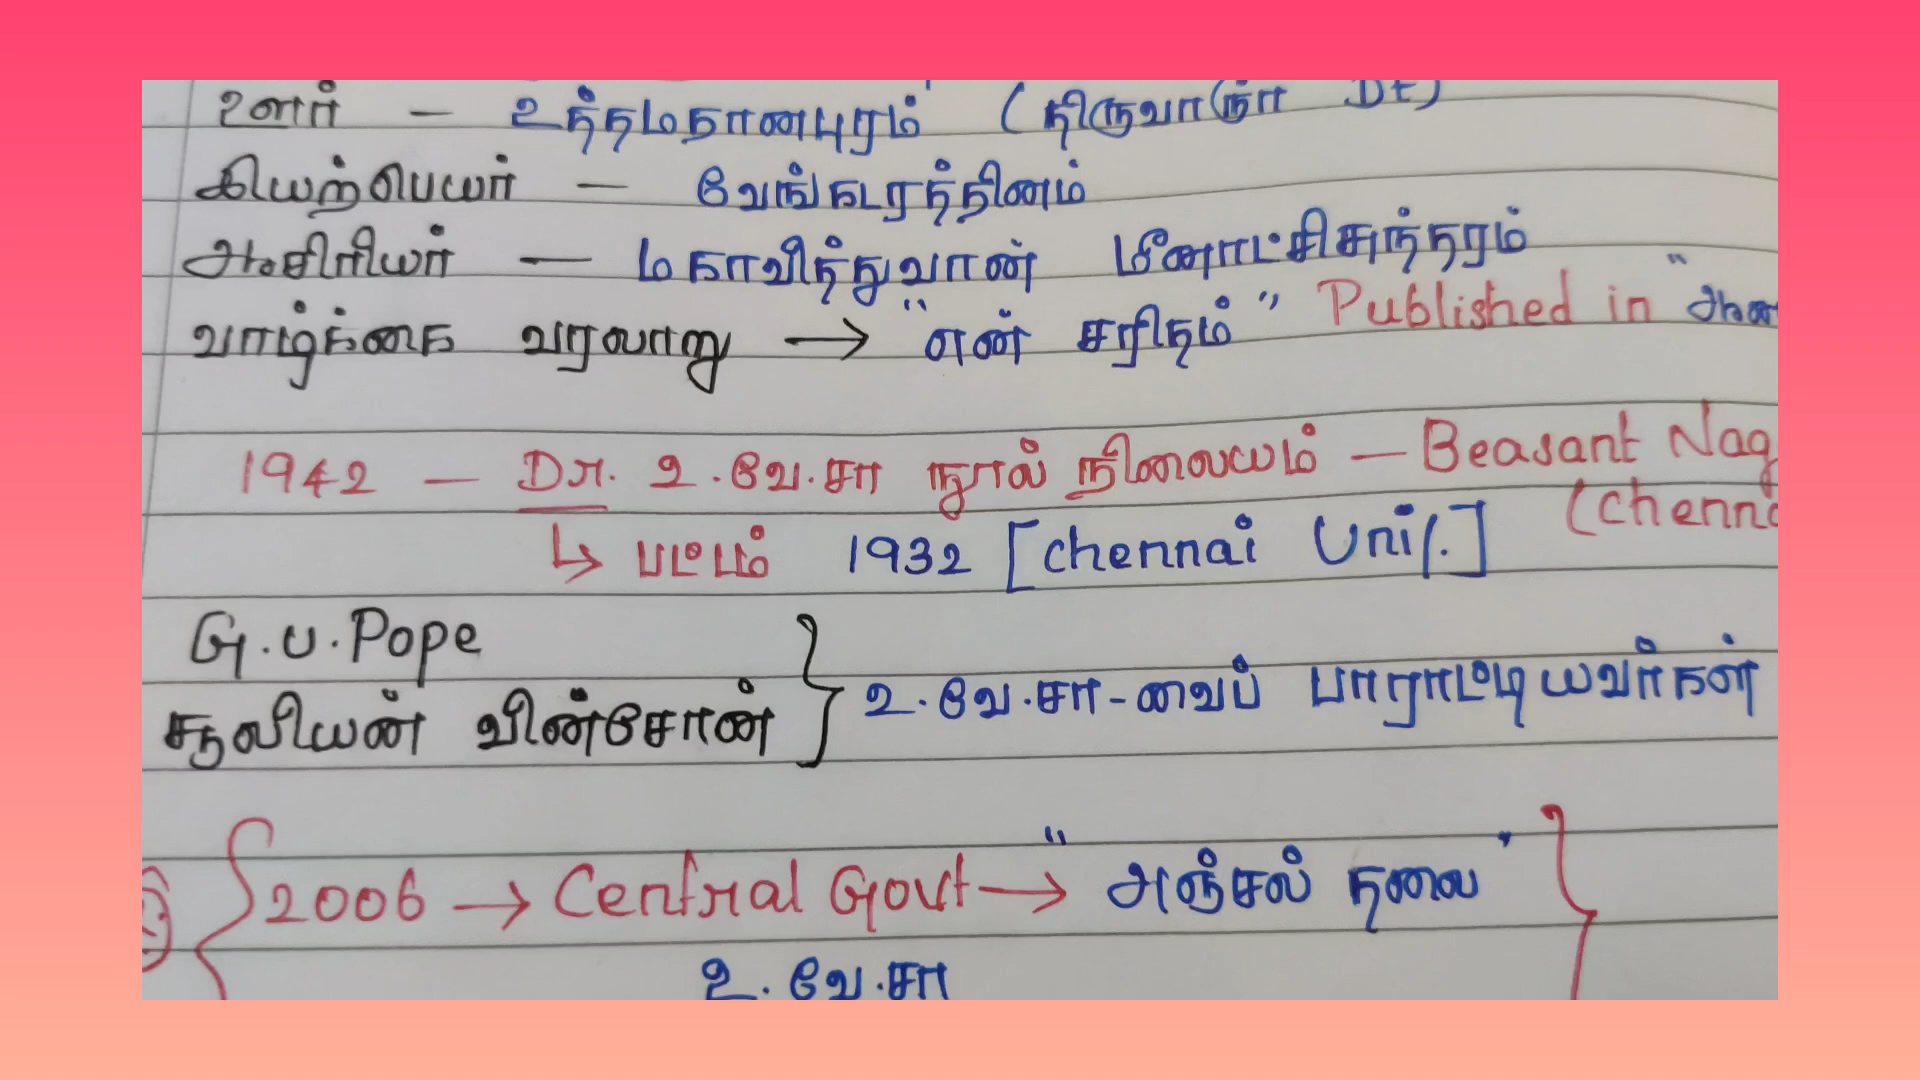 ஊர் – உத்தமதானபுரம் (திருவாரூர் Dt)
இயற்பெயர் – வேங்கடரத்தினம்
ஆசிரியர் – மகாவித்துவான் மீனாட்சிசுந்தரம்
வாழ்க்கை வரலாறு → "என் சரிதம்" Published in "ஆன
1942 – Dr. உ.வே.சா நூல் நிலையம் – Beasant Nag
(Chenna
↳ பட்டம் 1932 [Chennai Uni/.]
G.U.Pope
சூலியன் வின்சோன் } உ.வே.சா-வைப் பாராட்டியவர்கள்
2006 → Central Govt → "அஞ்சல் தலை"
உ.வே.சா